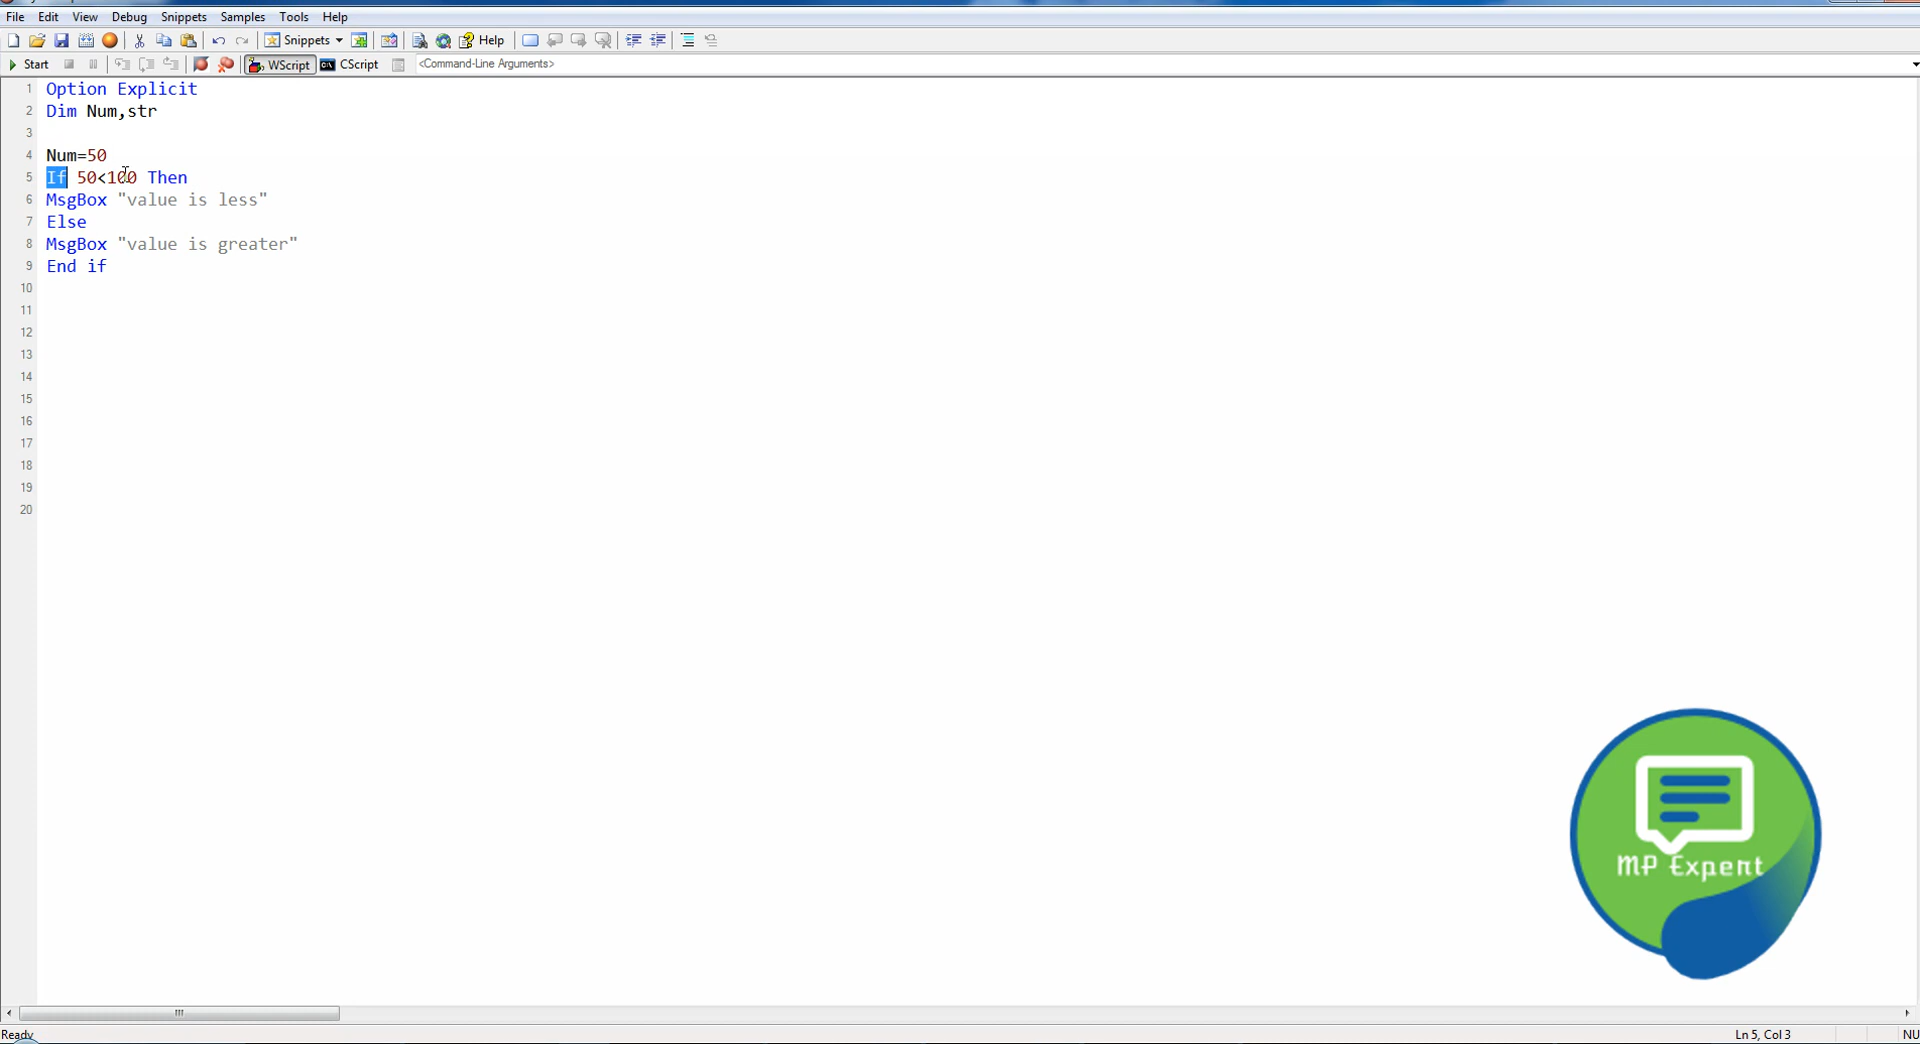 File Edit View Debug Snippets Samples Tools Help
Snippets Help
Start WScript CScript <Command-Line Arguments>
1 Option Explicit
2 Dim Num,str
3
4 Num=50
5 If 50<100 Then
6 MsgBox "value is less"
7 Else
8 MsgBox "value is greater"
9 End if
10
11
12
13
14
15
16
17
18
19
20
MP Expert
Ready Ln 5, Col 3 NU